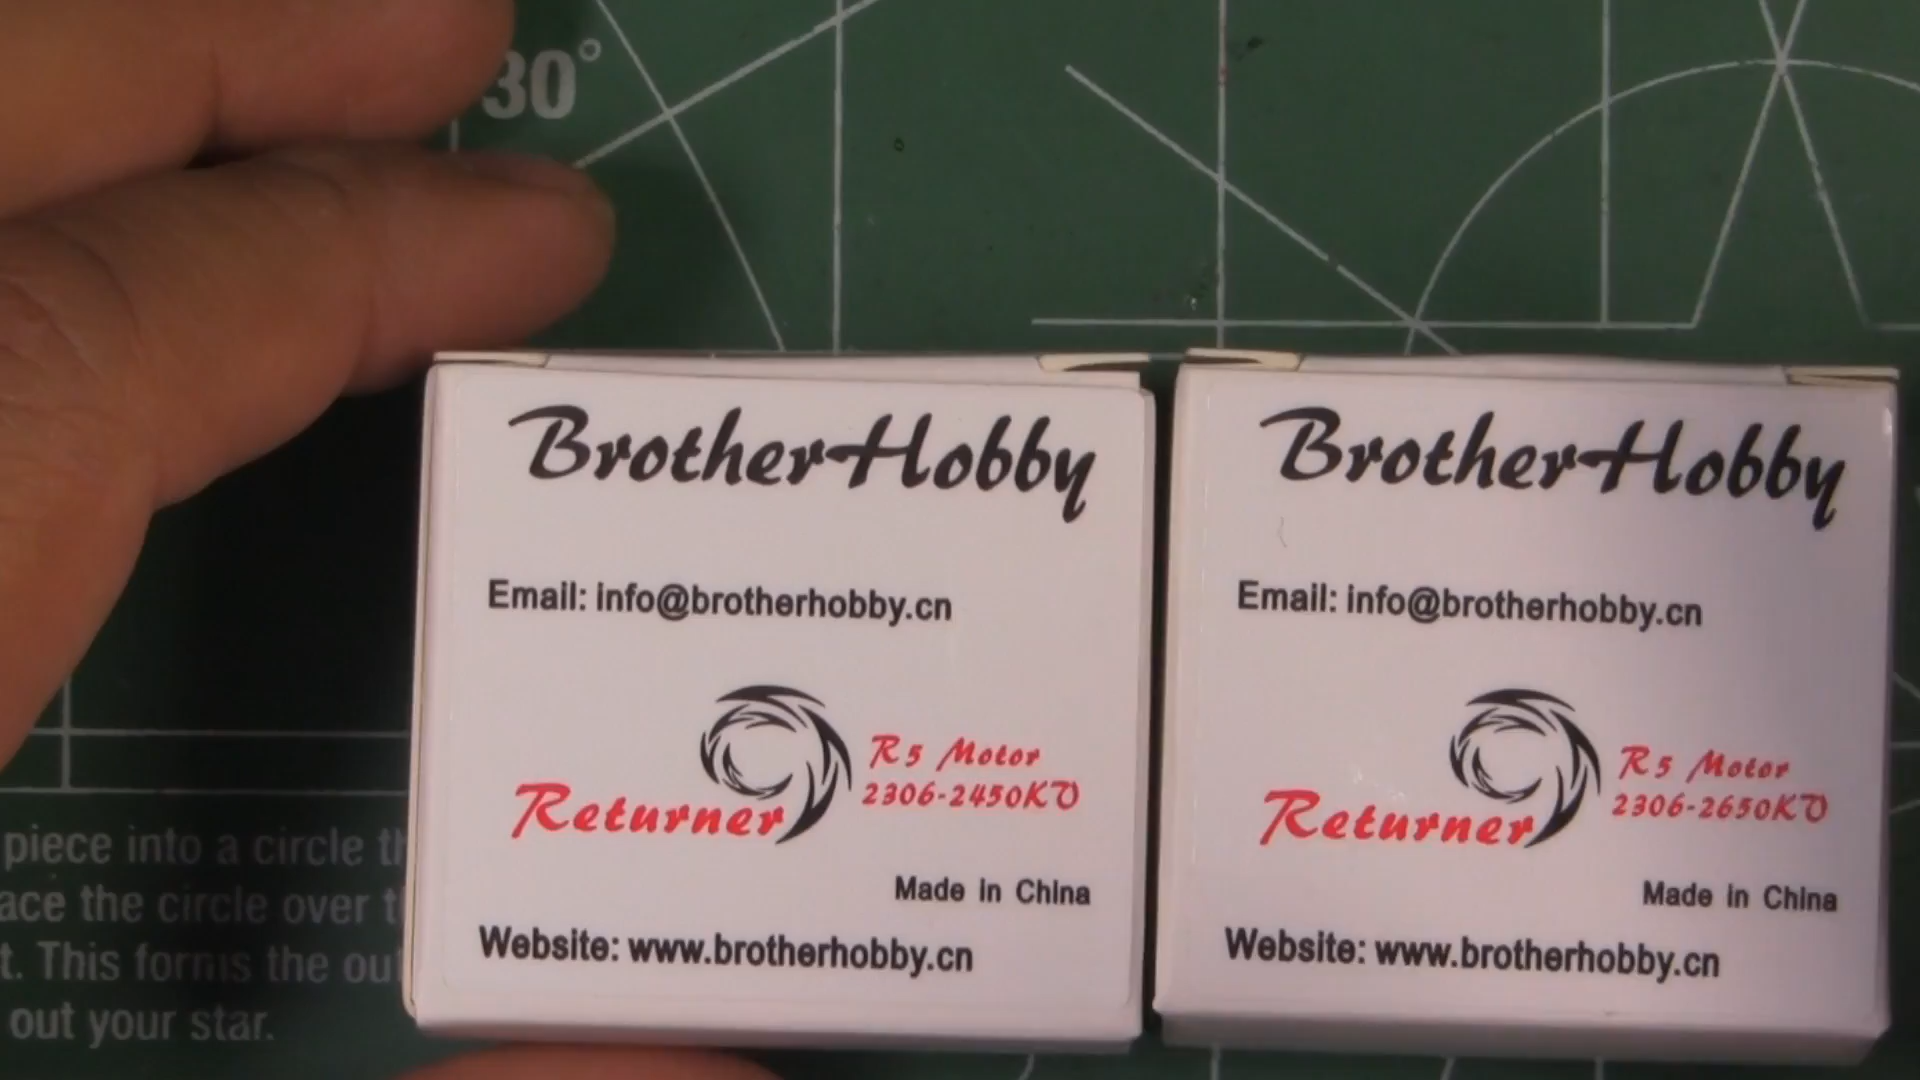 30°
BrotherHobby
Email: info@brotherhobby.cn
R5 Motor
2306-2450KV
Returner
Made in China
Website: www.brotherhobby.cn
BrotherHobby
Email: info@brotherhobby.cn
R5 Motor
2306-2650KV
Returner
Made in China
Website: www.brotherhobby.cn
piece into a circle
the circle over
This forms the
out your star.